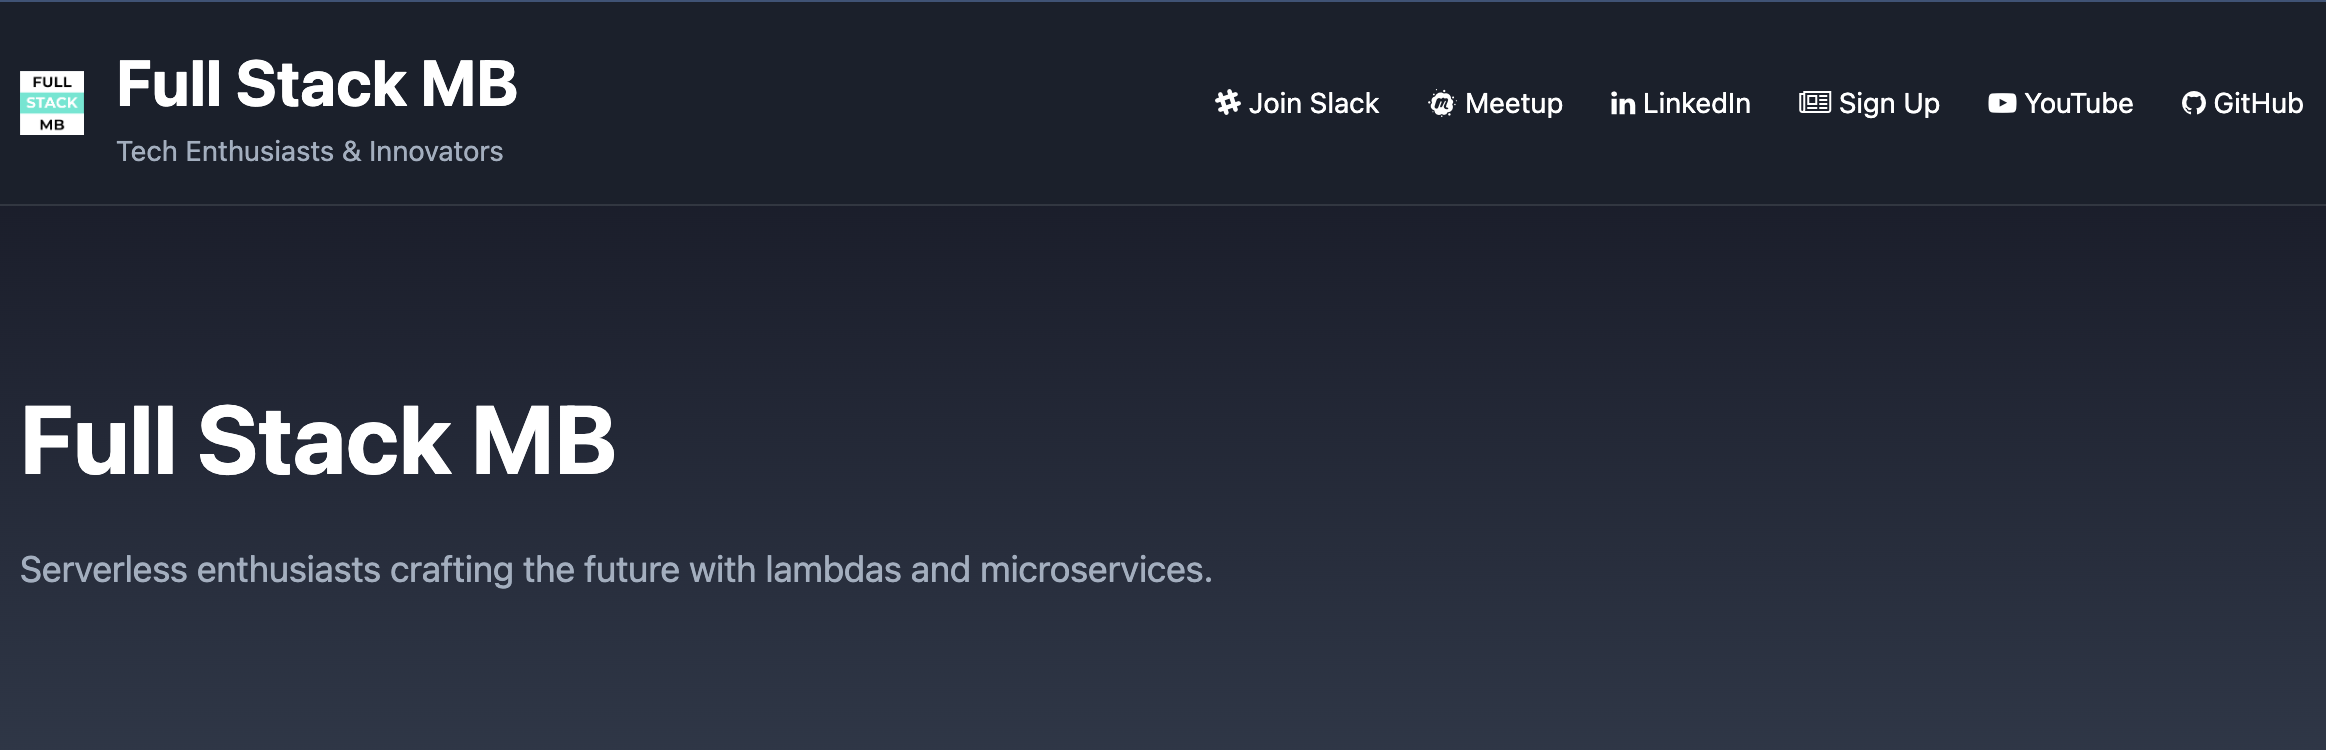 FULL
STACK
MB
Full Stack MB
Tech Enthusiasts & Innovators
Join Slack
Meetup
LinkedIn
Sign Up
YouTube
GitHub
Full Stack MB
Serverless enthusiasts crafting the future with lambdas and microservices.